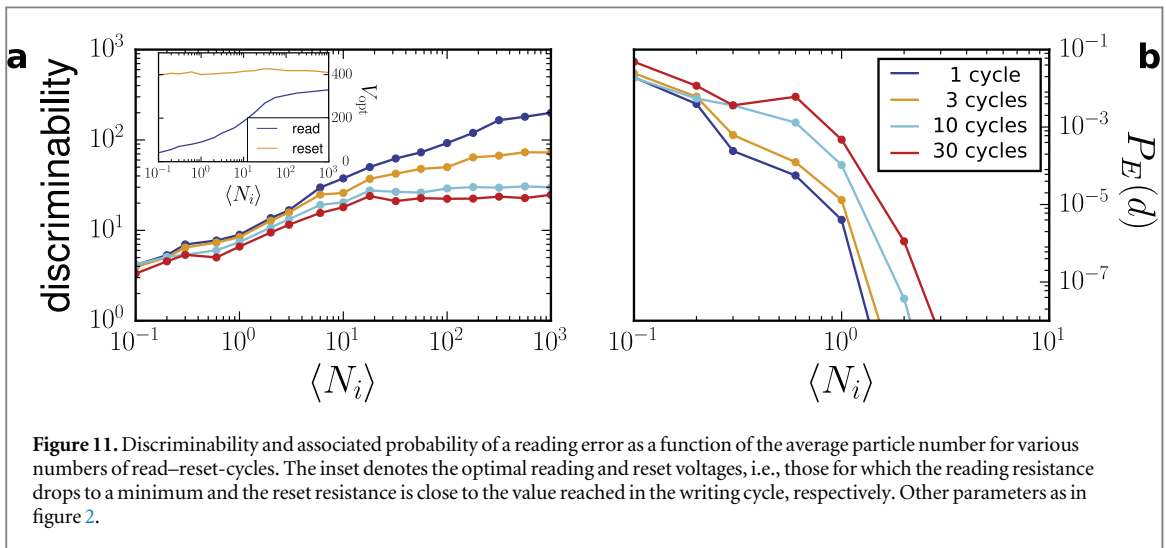 a
discriminability
10^3
10^2
10^1
10^0
10^-1
10^0
10^1
10^2
10^3
⟨N_i⟩
400
200
0
V_opt
read
reset
10^-1
10^0
10^1
10^2
10^3
⟨N_i⟩
b
1 cycle
3 cycles
10 cycles
30 cycles
10^-1
10^-3
10^-5
10^-7
P_E(d)
10^-1
10^0
10^1
⟨N_i⟩
Figure 11. Discriminability and associated probability of a reading error as a function of the average particle number for various
numbers of read–reset-cycles. The inset denotes the optimal reading and reset voltages, i.e., those for which the reading resistance
drops to a minimum and the reset resistance is close to the value reached in the writing cycle, respectively. Other parameters as in
figure 2.